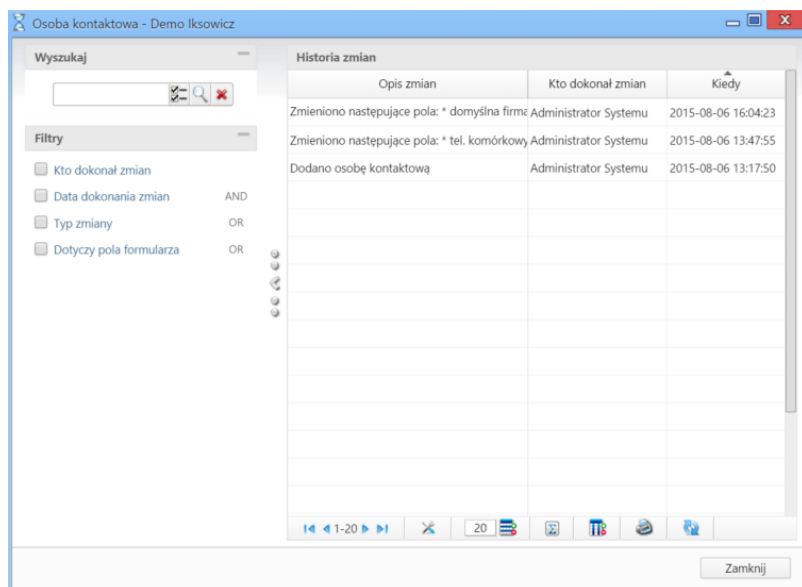 Osoba kontaktowa - Demo Iksowicz
Wyszukaj
Filtry
Kto dokonał zmian
Data dokonania zmian AND
Typ zmiany OR
Dotyczy pola formularza OR
Historia zmian
Opis zmian Kto dokonał zmian Kiedy
Zmieniono następujące pola: * domyślna firma Administrator Systemu 2015-08-06 16:04:23
Zmieniono następujące pola: * tel. komórkowy Administrator Systemu 2015-08-06 13:47:55
Dodano osobę kontaktową Administrator Systemu 2015-08-06 13:17:50
1-20 20
Zamknij